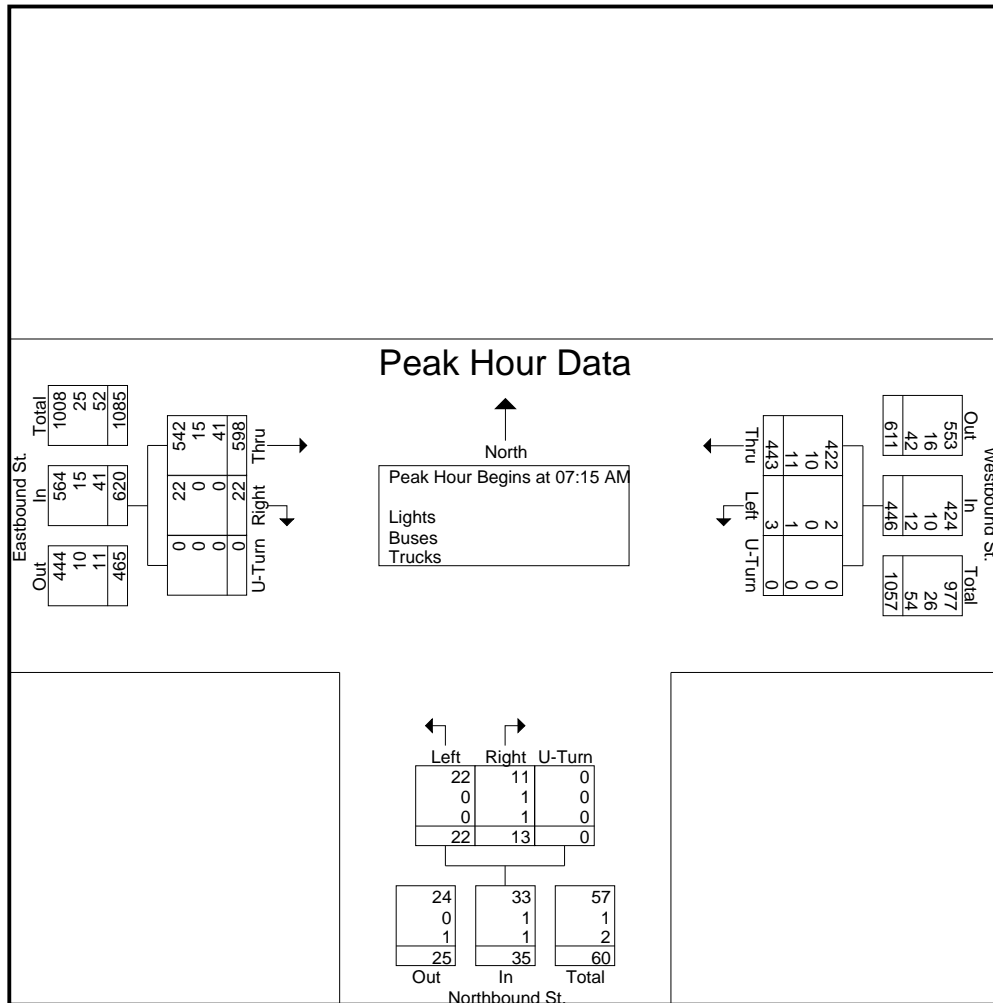 Peak Hour Data
North
Peak Hour Begins at 07:15 AM
Lights
Buses
Trucks
Eastbound St.
Total
1008
25
52
1085
In
564
15
41
620
Out
444
10
11
465
Thru
542
15
41
598
Right
22
0
0
22
U-Turn
0
0
0
0
Westbound St.
Out
553
16
42
611
In
424
10
12
446
Total
977
26
54
1057
Thru
422
10
11
443
Left
2
0
1
3
U-Turn
0
0
0
0
Left Right U-Turn
22 11 0
0 1 0
0 1 0
22 13 0
24 33 57
0 1 1
1 1 2
25 35 60
Out In Total
Northbound St.